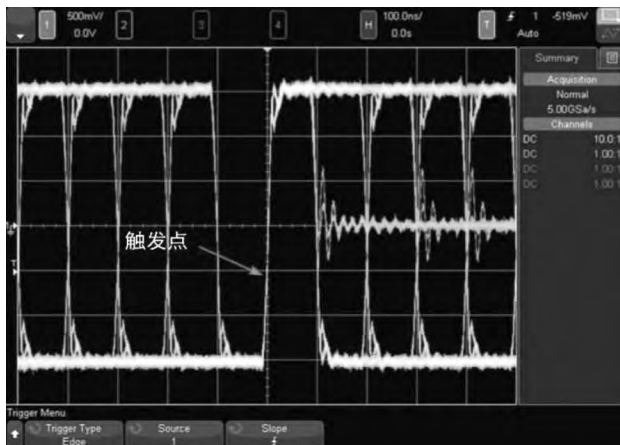 1 500mV/ 0.0V 2 3 4 H 100.0ns/ 0.0s T 1 -519mV Auto
Summary
Acquisition
Normal
5.00GSa/s
Channels
DC 10.0:1
DC 1.00:1
DC 1.00:1
DC 1.00:1
触发点
T
Trigger Menu
Trigger Type
Edge
Source
1
Slope